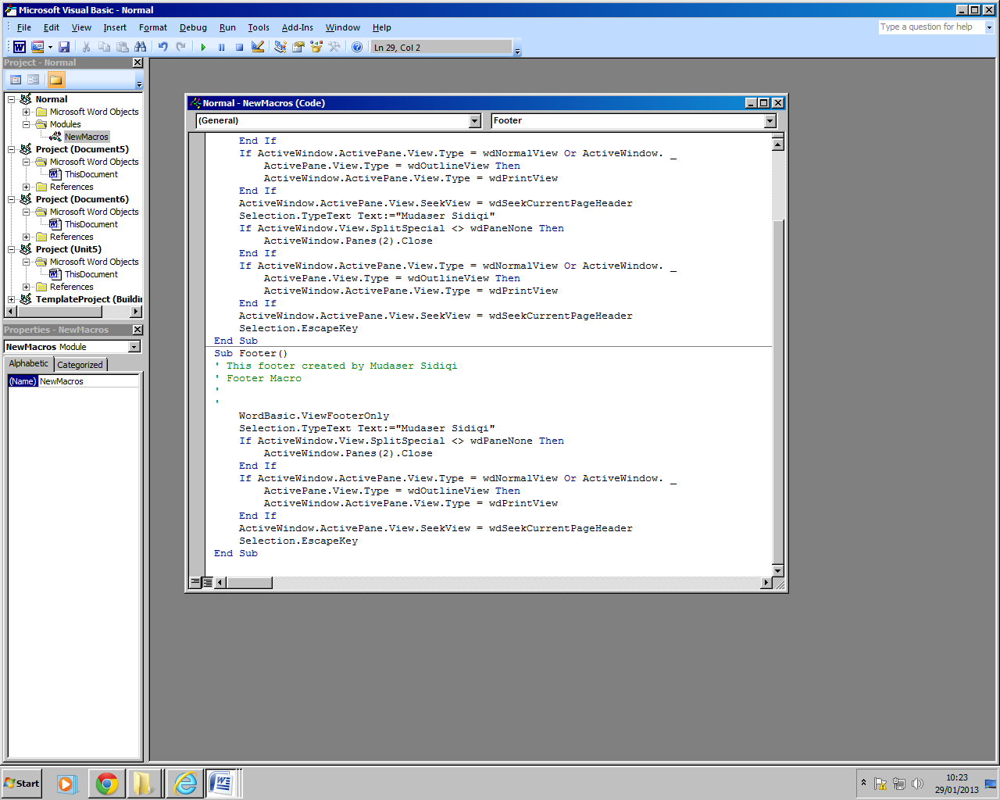 Microsoft Visual Basic - Normal
File Edit View Insert Format Debug Run Tools Add-Ins Window Help
Type a question for help
Ln 29, Col 2
Project - Normal
Normal
Microsoft Word Objects
Modules
NewMacros
Project (Document5)
Microsoft Word Objects
ThisDocument
References
Project (Document6)
Microsoft Word Objects
ThisDocument
References
Project (Unit5)
Microsoft Word Objects
ThisDocument
References
TemplateProject (Buildin
Properties - NewMacros
NewMacros Module
Alphabetic Categorized
(Name) NewMacros
Normal - NewMacros (Code)
(General) Footer
End If
If ActiveWindow.ActivePane.View.Type = wdNormalView Or ActiveWindow. _
ActivePane.View.Type = wdOutlineView Then
ActiveWindow.ActivePane.View.Type = wdPrintView
End If
ActiveWindow.ActivePane.View.SeekView = wdSeekCurrentPageHeader
Selection.TypeText Text:="Mudaser Sidiqi"
If ActiveWindow.View.SplitSpecial <> wdPaneNone Then
ActiveWindow.Panes(2).Close
End If
If ActiveWindow.ActivePane.View.Type = wdNormalView Or ActiveWindow. _
ActivePane.View.Type = wdOutlineView Then
ActiveWindow.ActivePane.View.Type = wdPrintView
End If
ActiveWindow.ActivePane.View.SeekView = wdSeekCurrentPageHeader
Selection.EscapeKey
End Sub
Sub Footer()
' This footer created by Mudaser Sidiqi
' Footer Macro
'
'
WordBasic.ViewFooterOnly
Selection.TypeText Text:="Mudaser Sidiqi"
If ActiveWindow.View.SplitSpecial <> wdPaneNone Then
ActiveWindow.Panes(2).Close
End If
If ActiveWindow.ActivePane.View.Type = wdNormalView Or ActiveWindow. _
ActivePane.View.Type = wdOutlineView Then
ActiveWindow.ActivePane.View.Type = wdPrintView
End If
ActiveWindow.ActivePane.View.SeekView = wdSeekCurrentPageHeader
Selection.EscapeKey
End Sub
Start
10:23
29/01/2013